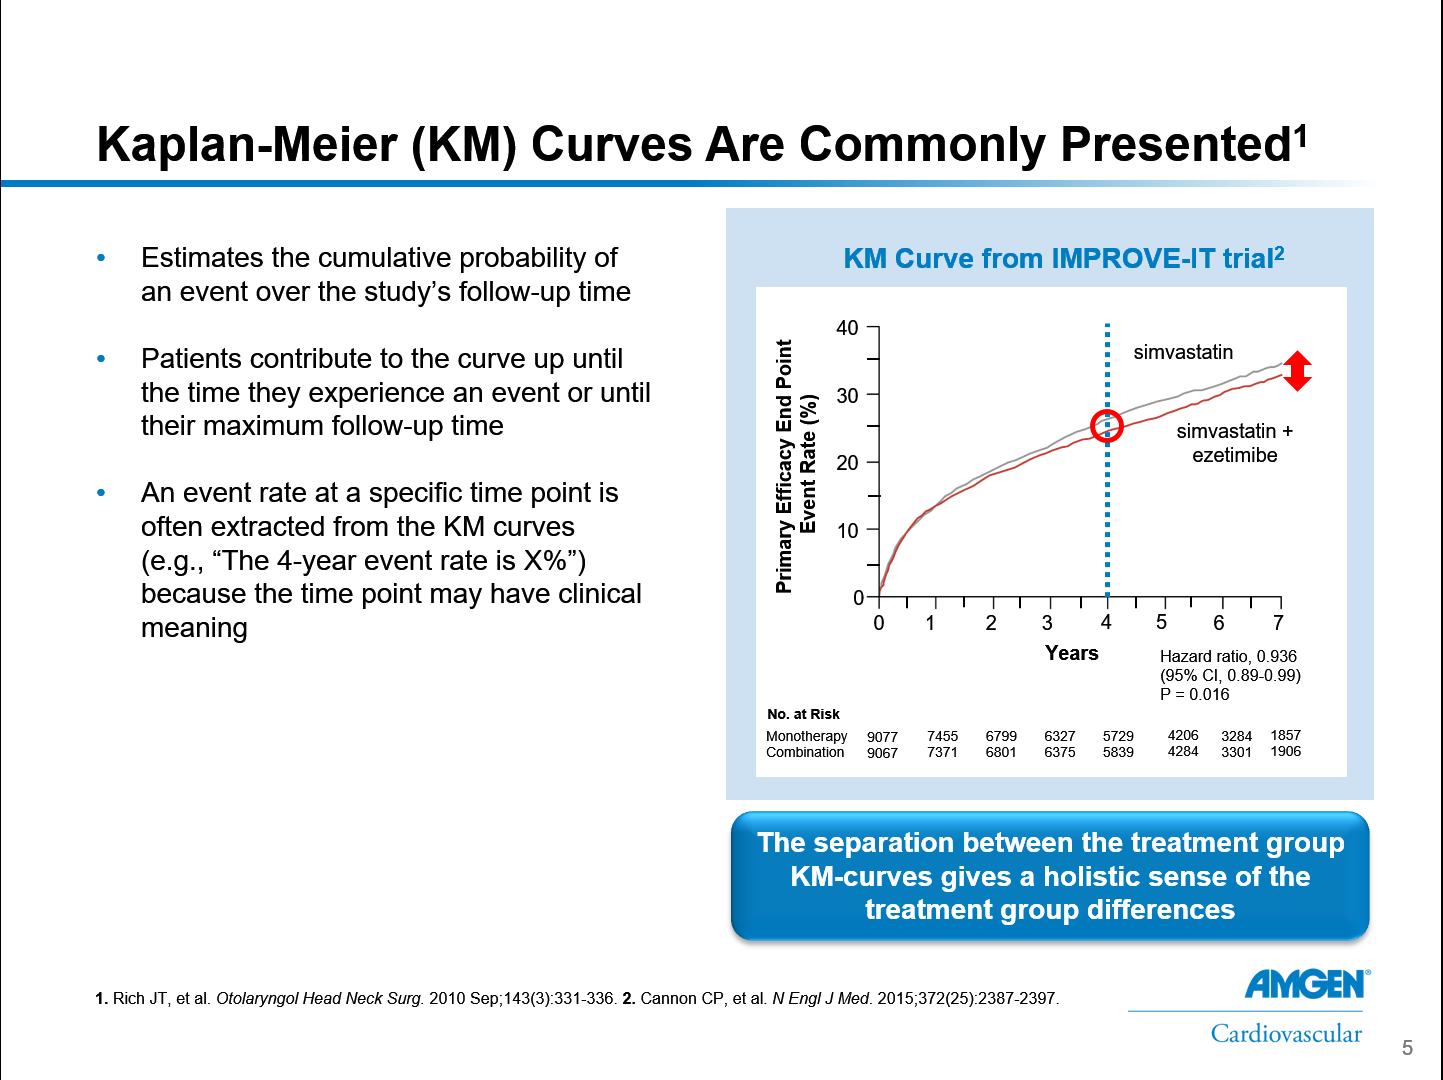 Kaplan-Meier (KM) Curves Are Commonly Presented1
• Estimates the cumulative probability of
an event over the study’s follow-up time
• Patients contribute to the curve up until
the time they experience an event or until
their maximum follow-up time
• An event rate at a specific time point is
often extracted from the KM curves
(e.g., “The 4-year event rate is X%”)
because the time point may have clinical
meaning
KM Curve from IMPROVE-IT trial2
Primary Efficacy End Point
Event Rate (%)
40
30
20
10
0
simvastatin
simvastatin +
ezetimibe
0 1 2 3 4 5 6 7
Years
Hazard ratio, 0.936
(95% CI, 0.89-0.99)
P = 0.016
No. at Risk
Monotherapy 9077 7455 6799 6327 5729 4206 3284 1857
Combination 9067 7371 6801 6375 5839 4284 3301 1906
The separation between the treatment group
KM-curves gives a holistic sense of the
treatment group differences
1. Rich JT, et al. Otolaryngol Head Neck Surg. 2010 Sep;143(3):331-336. 2. Cannon CP, et al. N Engl J Med. 2015;372(25):2387-2397.
AMGEN®
Cardiovascular
5